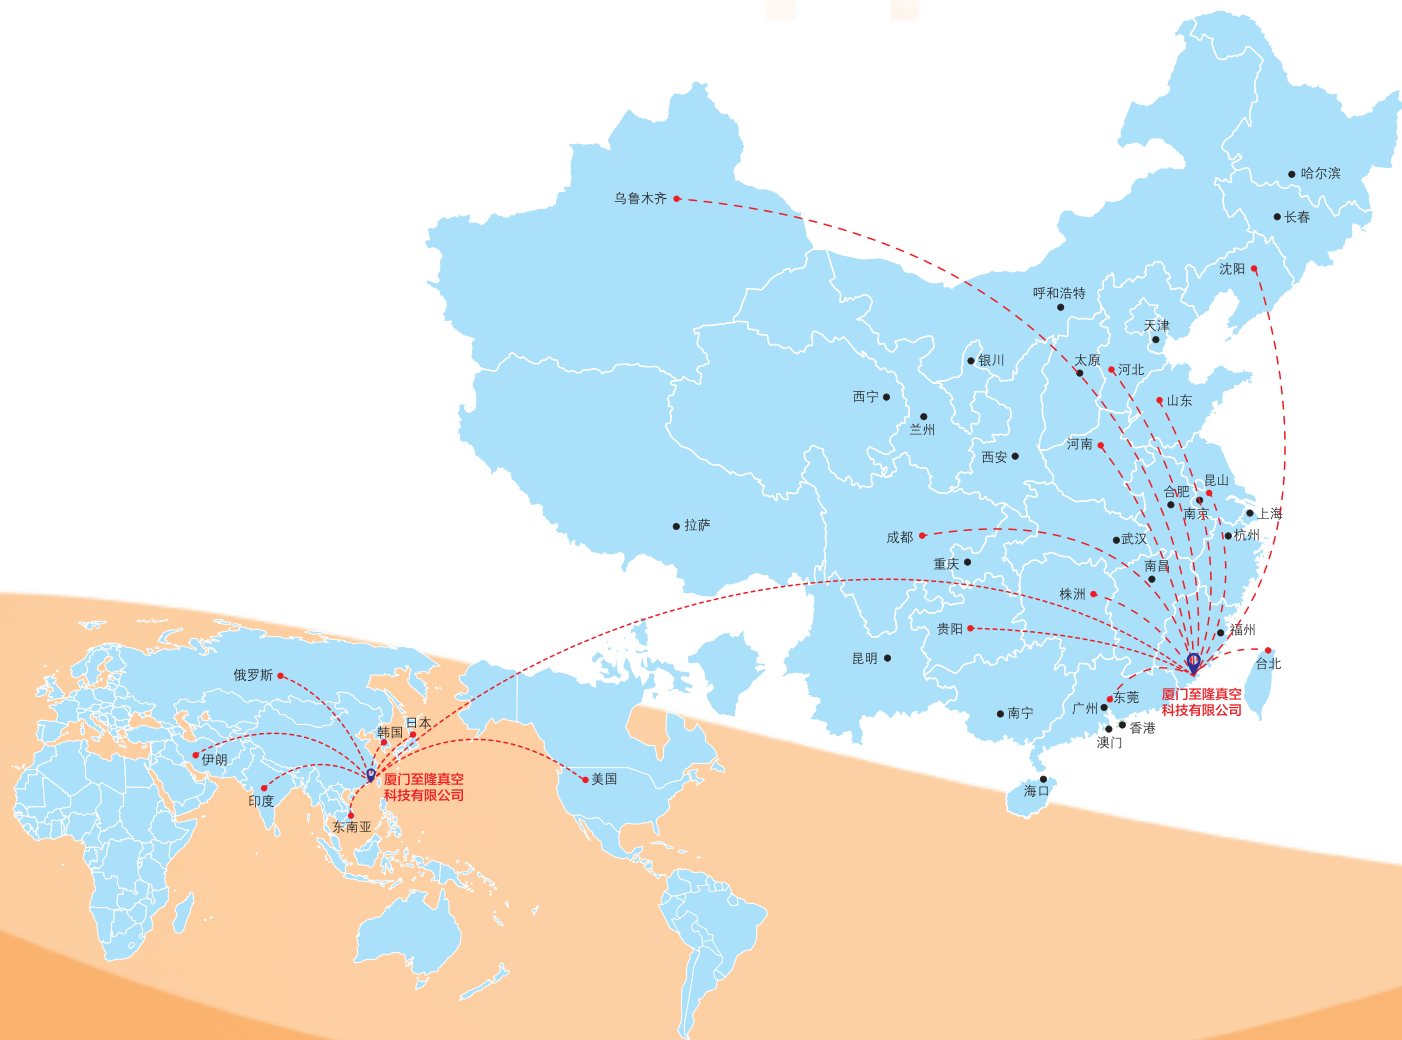 哈尔滨
乌鲁木齐
长春
沈阳
呼和浩特
天津
银川
太原
河北
西宁
山东
兰州
河南
西安
昆山
合肥
南京
上海
拉萨
杭州
成都
武汉
重庆
南昌
株洲
贵阳
福州
昆明
台北
厦门至隆真空
科技有限公司
东莞
广州
南宁
香港
澳门
海口
俄罗斯
日本
韩国
伊朗
美国
厦门至隆真空
科技有限公司
印度
东南亚